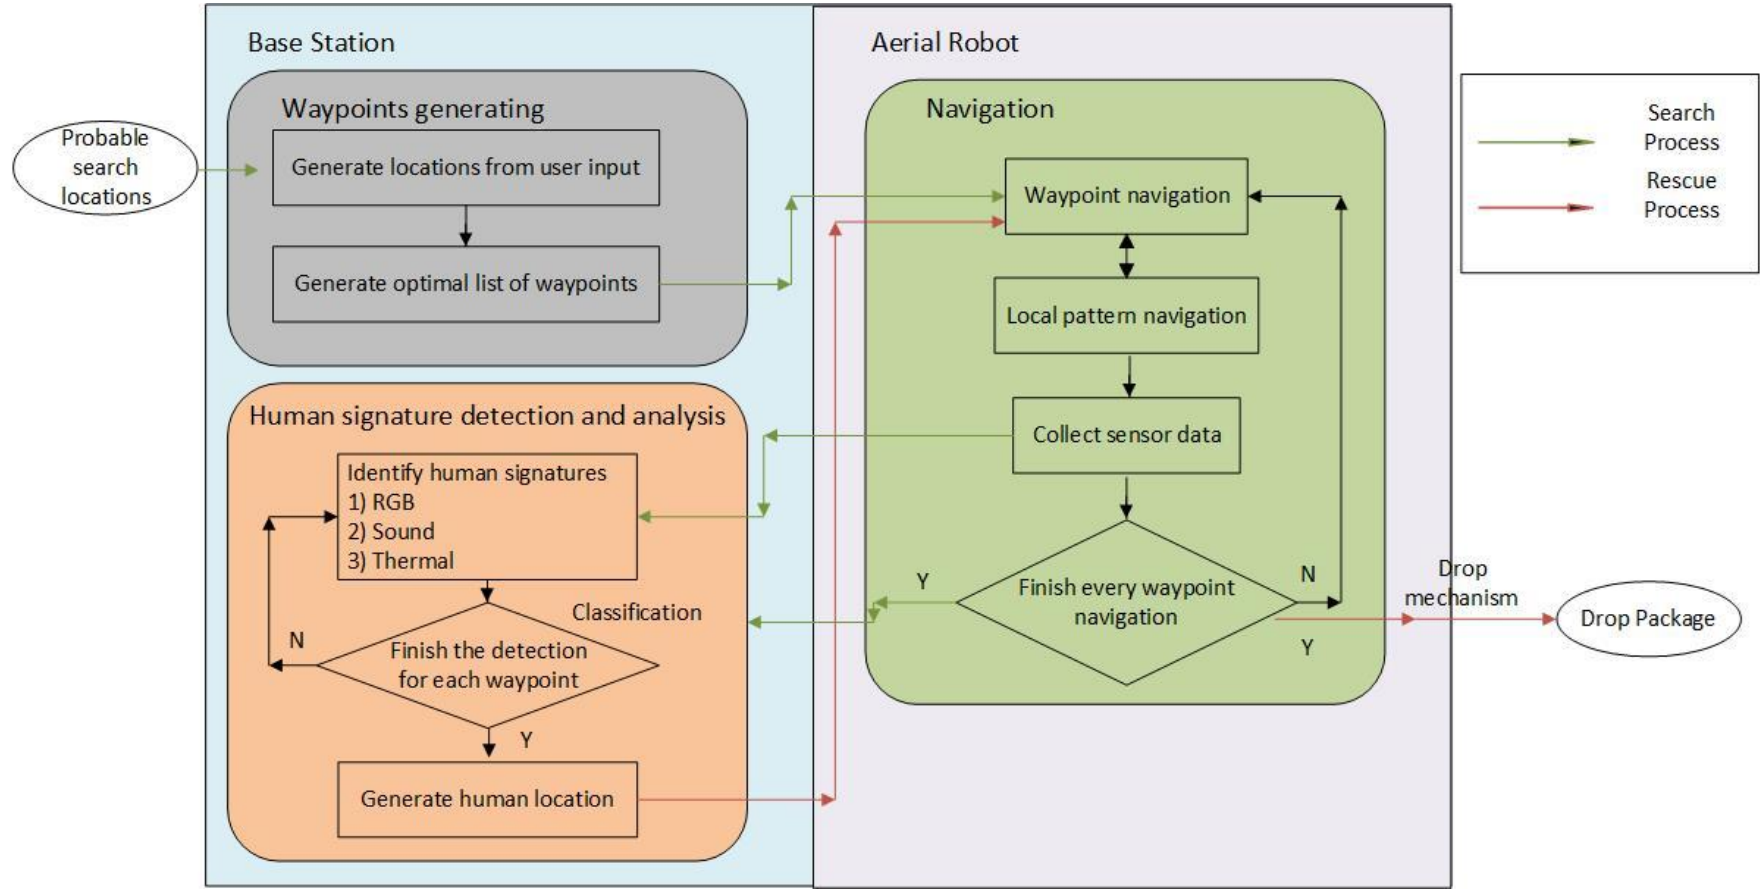 Base Station
Waypoints generating
Probable
search
locations
Generate locations from user input
Generate optimal list of waypoints
Human signature detection and analysis
Identify human signatures
1) RGB
2) Sound
3) Thermal
Classification
Finish the detection
for each waypoint
N
Y
Generate human location
Aerial Robot
Navigation
Waypoint navigation
Local pattern navigation
Collect sensor data
Finish every waypoint
navigation
Y
N
Y
Drop
mechanism
Drop Package
Search
Process
Rescue
Process